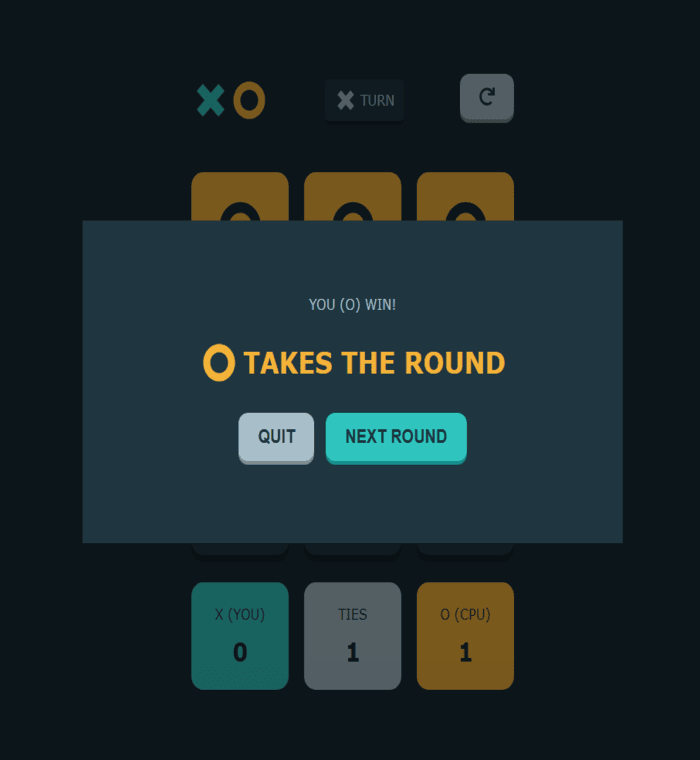 X O
X TURN
O O O
YOU (O) WIN!
O TAKES THE ROUND
QUIT NEXT ROUND
X (YOU) TIES O (CPU)
0 1 1